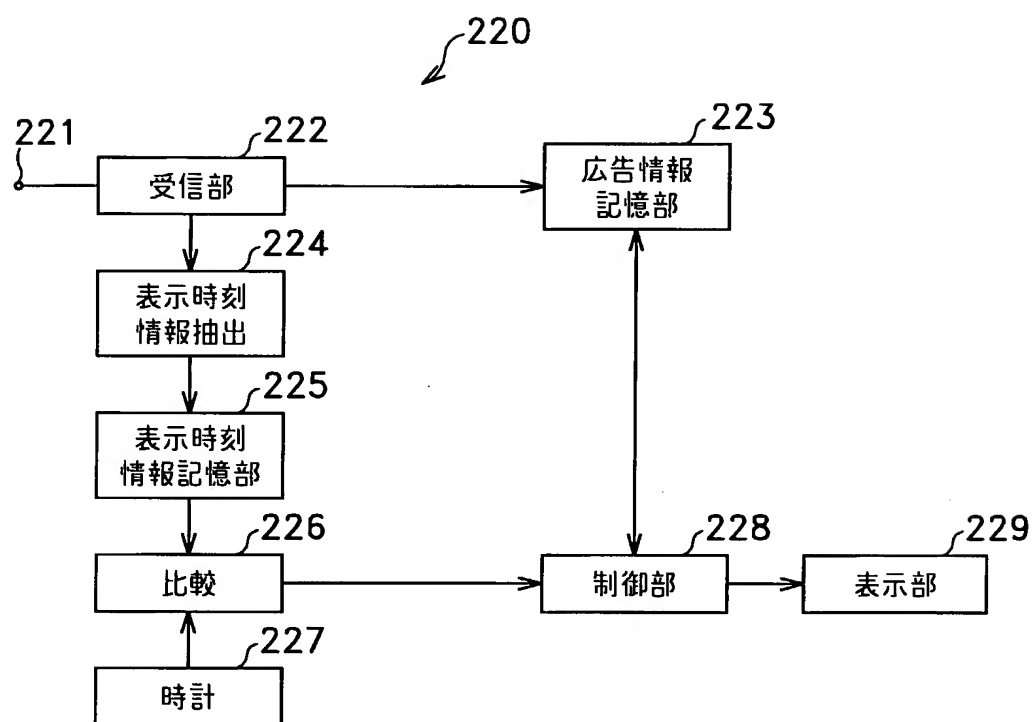 220
221
222
受信部
223
広告情報
記憶部
224
表示時刻
情報抽出
225
表示時刻
情報記憶部
226
比較
228
制御部
229
表示部
227
時計